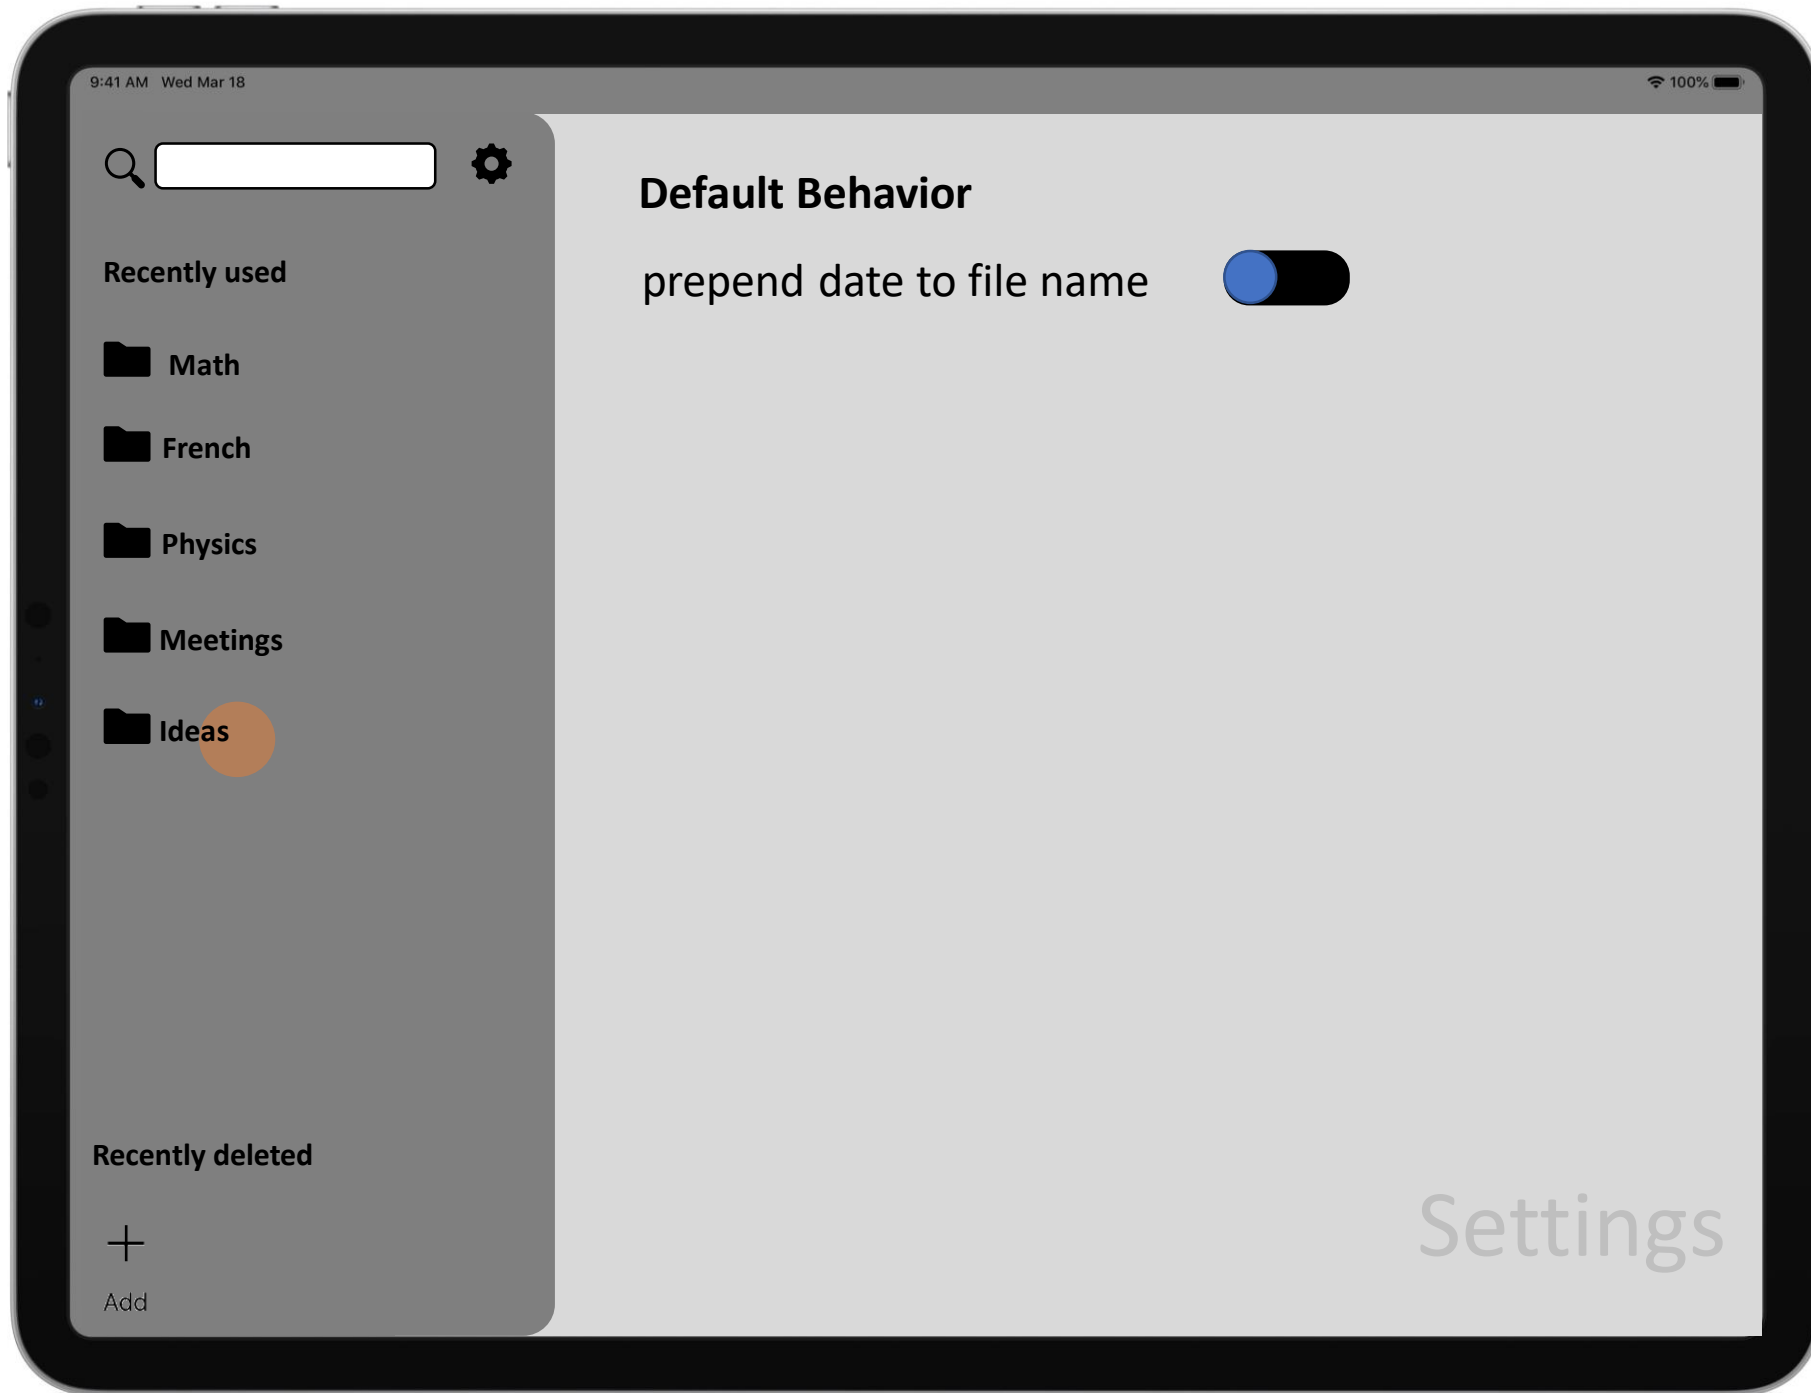 9:41 AM Wed Mar 18
100%
Recently used
Math
French
Physics
Meetings
Ideas
Recently deleted
Add
Default Behavior
prepend date to file name
Settings